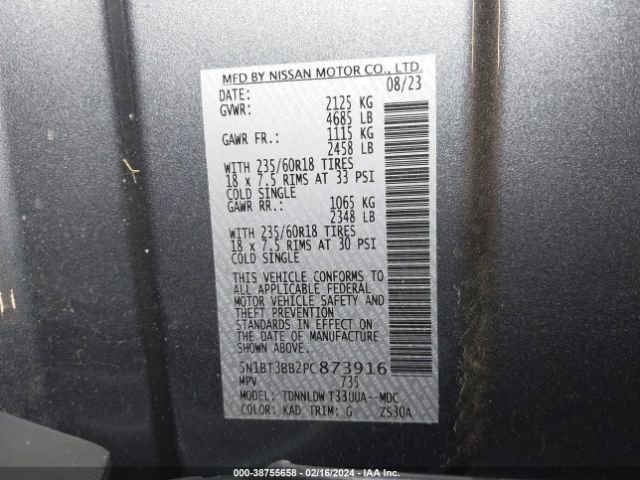 MFD BY NISSAN MOTOR CO., LTD.
DATE: 08/23
GVWR: 2125 KG
4685 LB
GAWR FR.: 1115 KG
2458 LB
WITH 235/60R18 TIRES
18 x 7.5 RIMS AT 33 PSI
COLD SINGLE
GAWR RR.: 1065 KG
2348 LB
WITH 235/60R18 TIRES
18 x 7.5 RIMS AT 30 PSI
COLD SINGLE
THIS VEHICLE CONFORMS TO
ALL APPLICABLE FEDERAL
MOTOR VEHICLE SAFETY AND
THEFT PREVENTION
STANDARDS IN EFFECT ON
THE DATE OF MANUFACTURE
SHOWN ABOVE.
5N1BT3BB2PC873916
MPV 735
MODEL: TDNNLDW T33UUA--MDC
COLOR: KAD TRIM: G ZS30A
© IN: 38755658 - 02/16/2024 - IAA, Inc.